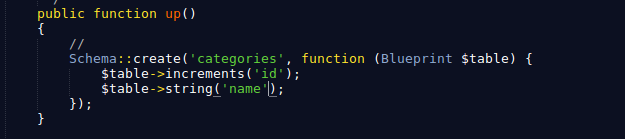 public function up()
{
//
Schema::create('categories', function (Blueprint $table) {
$table->increments('id');
$table->string('name');
});
}